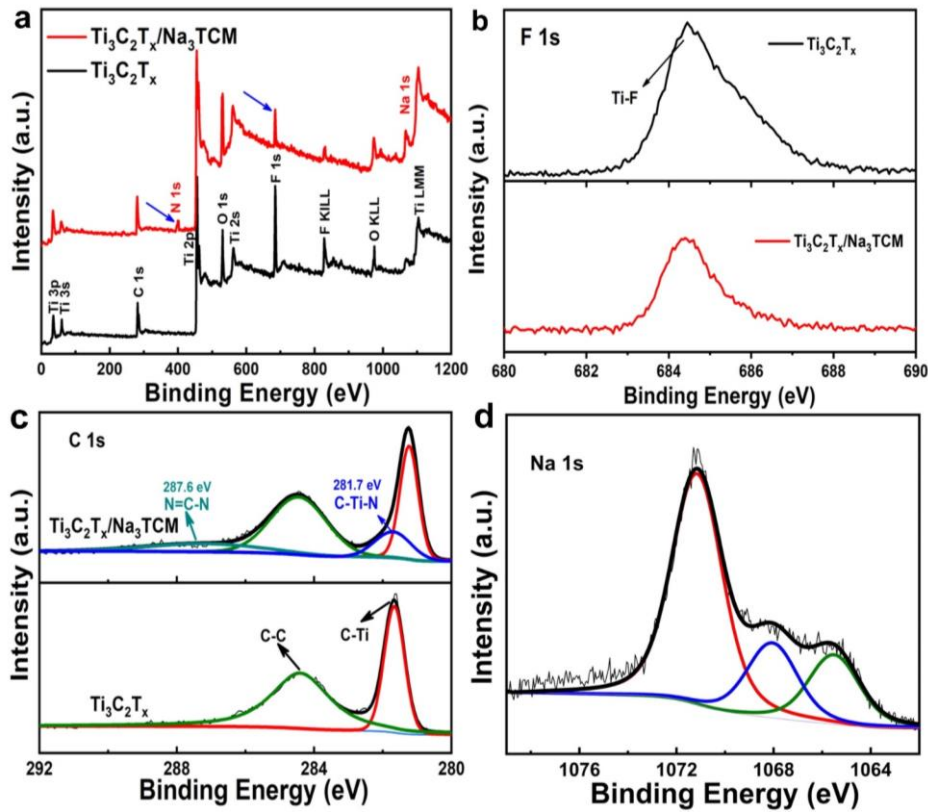 a
Ti₃C₂Tₓ/Na₃TCM
Ti₃C₂Tₓ
Ti 3p
Ti 3s
C 1s
N 1s
Ti 2p
O 1s
Ti 2s
F 1s
F KILL
O KLL
Na 1s
Ti LMM
Intensity (a.u.)
0 200 400 600 800 1000 1200
Binding Energy (eV)
b
F 1s
Ti₃C₂Tₓ
Ti-F
Ti₃C₂Tₓ/Na₃TCM
Intensity (a.u.)
680 682 684 686 688 690
Binding Energy (eV)
c
C 1s
287.6 eV
N=C-N
281.7 eV
C-Ti-N
Ti₃C₂Tₓ/Na₃TCM
C-C
C-Ti
Ti₃C₂Tₓ
Intensity (a.u.)
292 288 284 280
Binding Energy (eV)
d
Na 1s
Intensity (a.u.)
1076 1072 1068 1064
Binding Energy (eV)